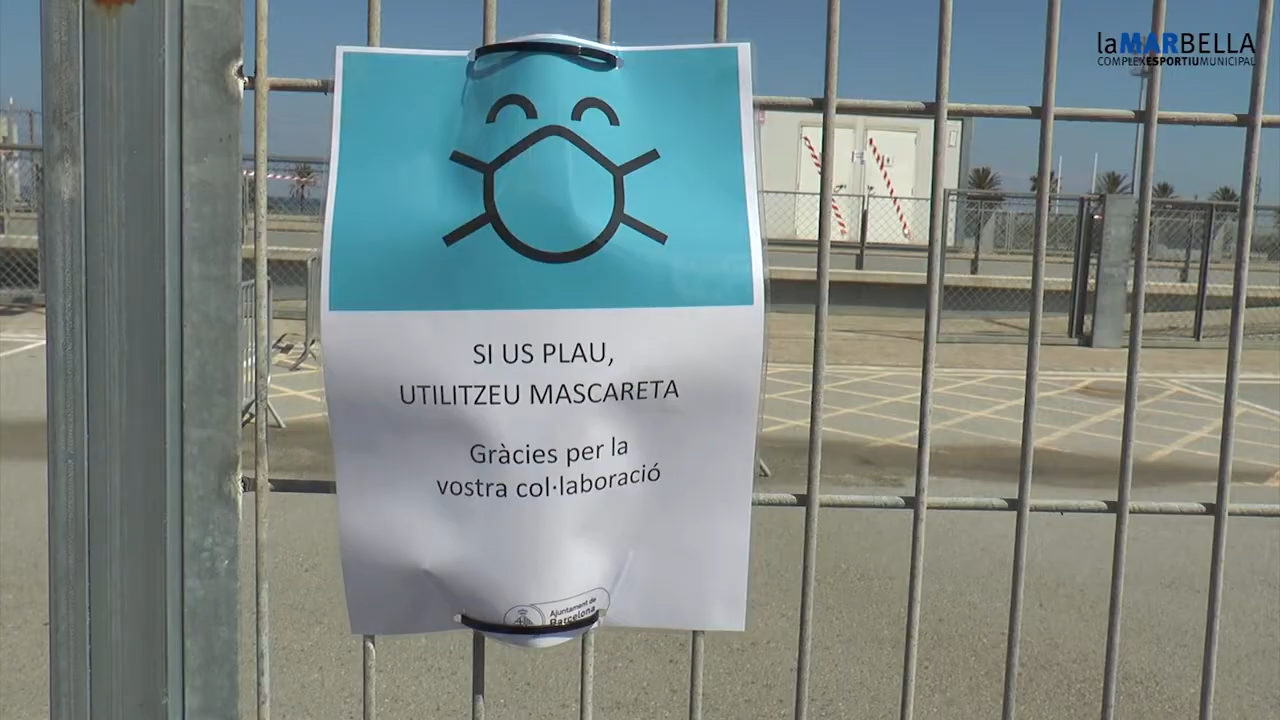 laMARBELLA
COMPLEXESPORTIUMUNICIPAL
SI US PLAU,
UTILITZEU MASCARETA
Gràcies per la
vostra col·laboració
Ajuntament de
Barcelona